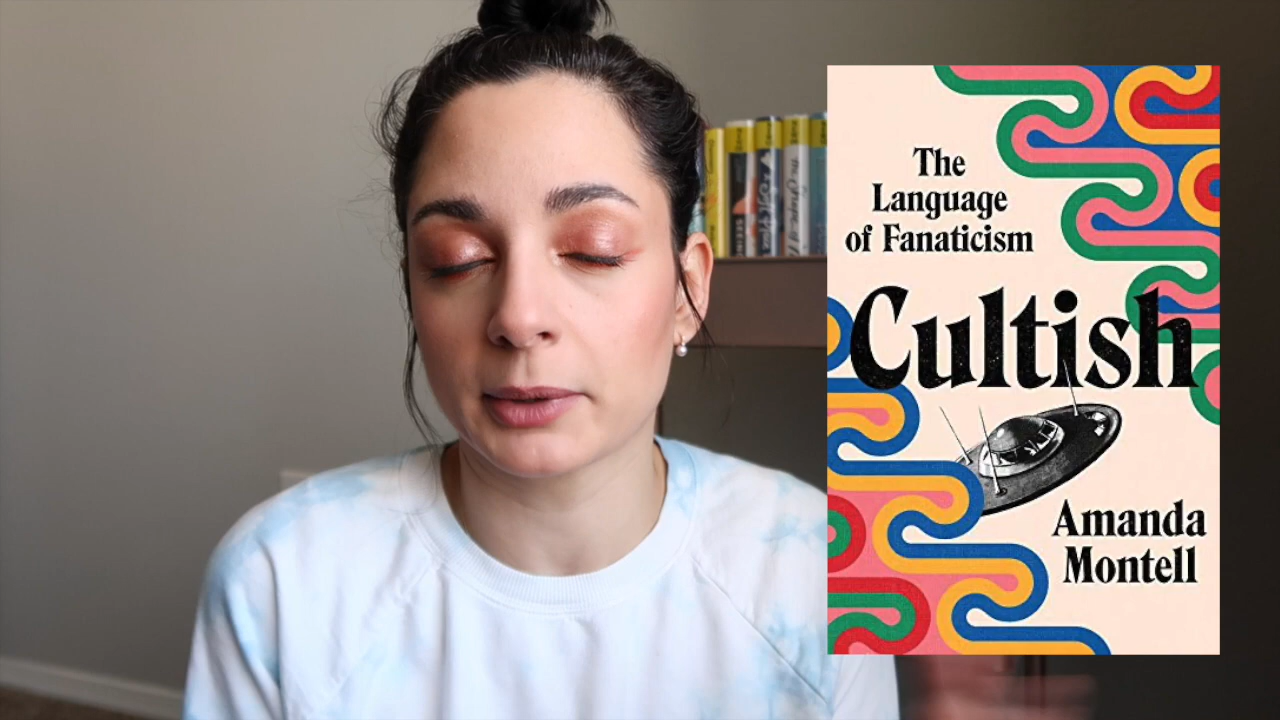 The
Language
of Fanaticism
Cultish
Amanda
Montell